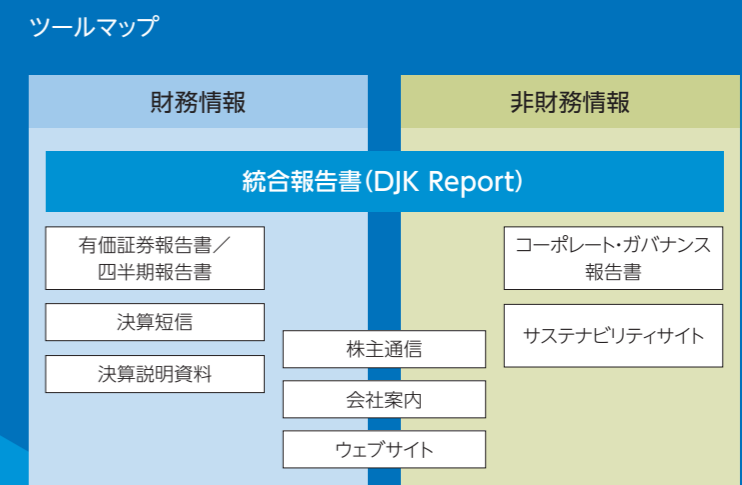 ツールマップ
財務情報
非財務情報
統合報告書(DJK Report)
有価証券報告書／
四半期報告書
決算短信
決算説明資料
株主通信
会社案内
ウェブサイト
コーポレート・ガバナンス
報告書
サステナビリティサイト